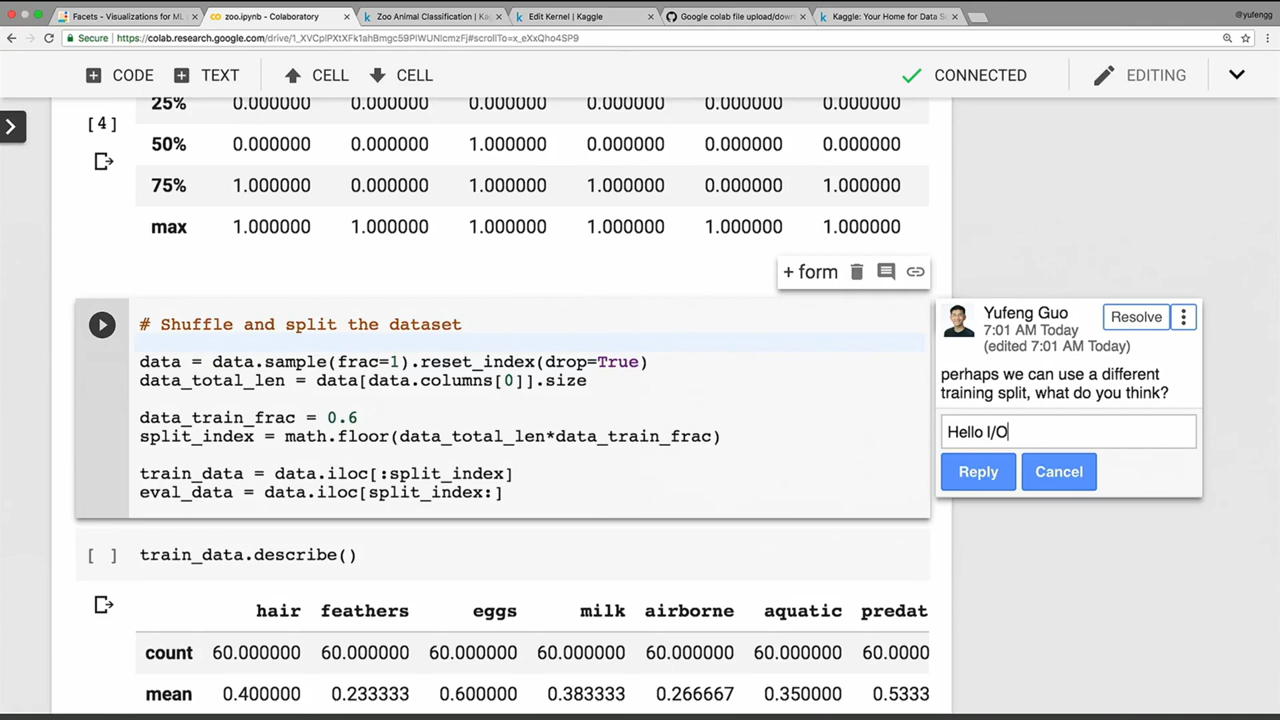 Facets - Visualizations for ML
zoo.ipynb - Colaboratory
Zoo Animal Classification | Kag
Edit Kernel | Kaggle
Google colab file upload/down
Kaggle: Your Home for Data S
@yufengg
Secure
https://colab.research.google.com/drive/1_XVCplPXtXFk1ahBmgc59PlWUNlcmzFj#scrollTo=x_eXxQho4SP9
CODE TEXT CELL CELL CONNECTED EDITING
25% 0.000000 0.000000 0.000000 0.000000 0.000000 0.000000
[4]
50% 0.000000 0.000000 1.000000 0.000000 0.000000 0.000000
75% 1.000000 0.000000 1.000000 1.000000 0.000000 1.000000
max 1.000000 1.000000 1.000000 1.000000 1.000000 1.000000
+ form
# Shuffle and split the dataset
data = data.sample(frac=1).reset_index(drop=True)
data_total_len = data[data.columns[0]].size
data_train_frac = 0.6
split_index = math.floor(data_total_len*data_train_frac)
train_data = data.iloc[:split_index]
eval_data = data.iloc[split_index:]
Yufeng Guo
Resolve
7:01 AM Today
(edited 7:01 AM Today)
perhaps we can use a different
training split, what do you think?
Hello I/O
Reply Cancel
[ ] train_data.describe()
hair feathers eggs milk airborne aquatic predat
count 60.000000 60.000000 60.000000 60.000000 60.000000 60.000000 60.0000
mean 0.400000 0.233333 0.600000 0.383333 0.266667 0.350000 0.5333